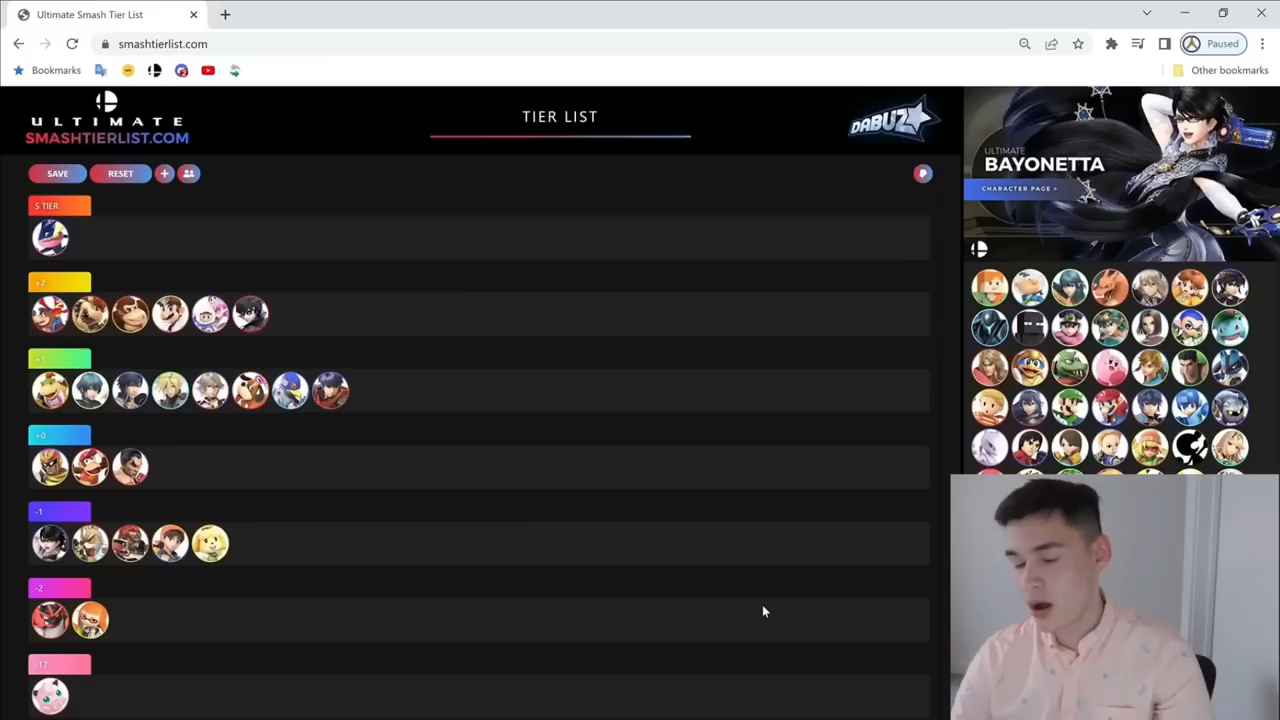 Ultimate Smash Tier List
smashtierlist.com
Paused
Bookmarks
Other bookmarks
ULTIMATE
SMASHTIERLIST.COM
TIER LIST
DABUZ
ULTIMATE
BAYONETTA
CHARACTER PAGE >
SAVE
RESET
S TIER
+2
+1
+0
-1
-2
-17